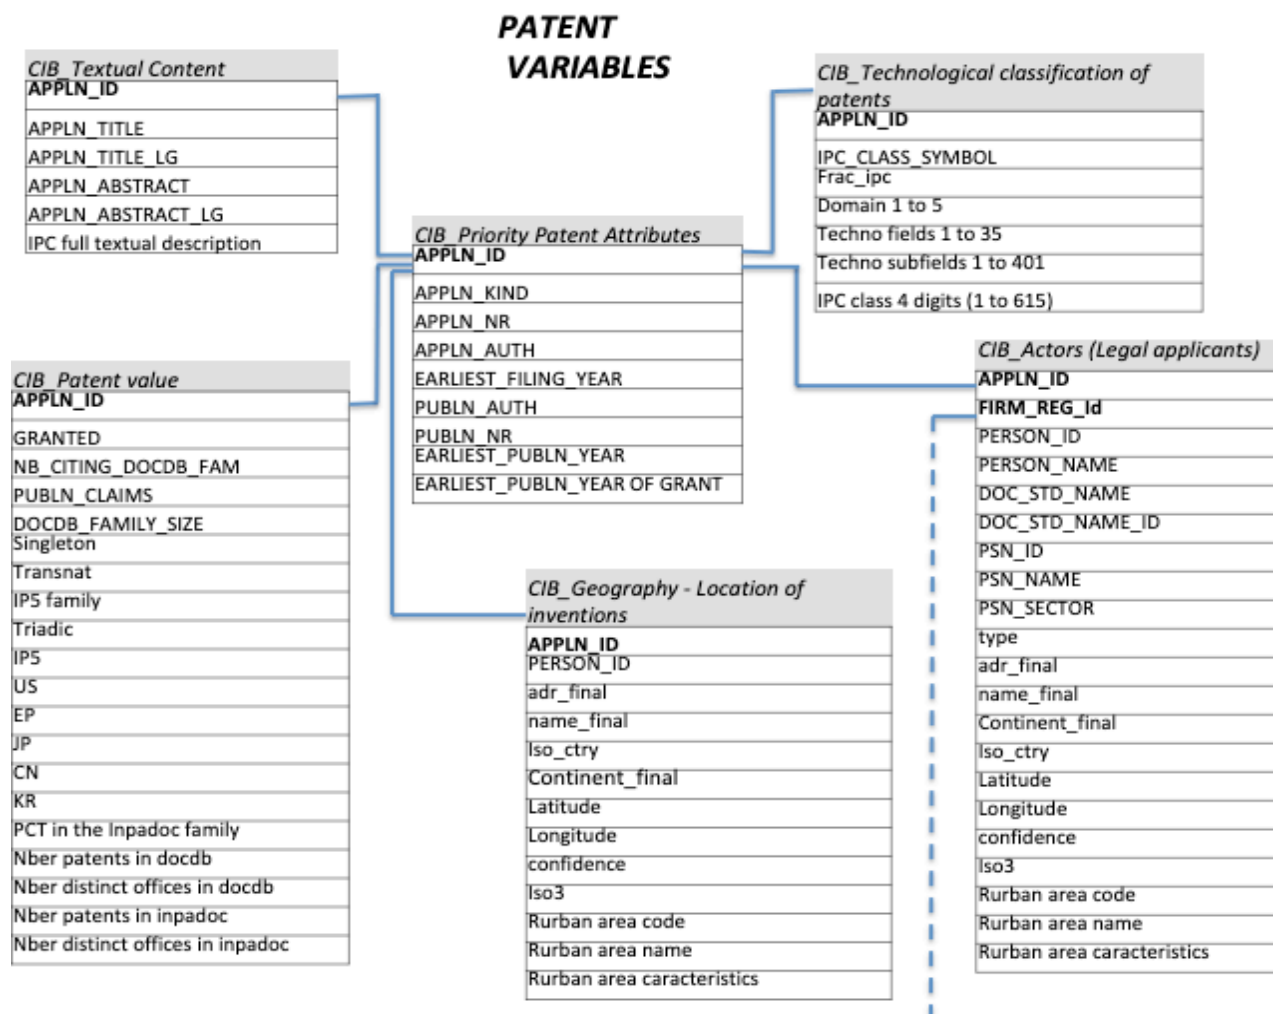 PATENT
VARIABLES
CIB_Textual Content
APPLN_ID
APPLN_TITLE
APPLN_TITLE_LG
APPLN_ABSTRACT
APPLN_ABSTRACT_LG
IPC full textual description
CIB_Technological classification of
patents
APPLN_ID
IPC_CLASS_SYMBOL
Frac_ipc
Domain 1 to 5
Techno fields 1 to 35
Techno subfields 1 to 401
IPC class 4 digits (1 to 615)
CIB_Priority Patent Attributes
APPLN_ID
APPLN_KIND
APPLN_NR
APPLN_AUTH
EARLIEST_FILING_YEAR
PUBLN_AUTH
PUBLN_NR
EARLIEST_PUBLN_YEAR
EARLIEST_PUBLN_YEAR OF GRANT
CIB_Patent value
APPLN_ID
GRANTED
NB_CITING_DOCDB_FAM
PUBLN_CLAIMS
DOCDB_FAMILY_SIZE
Singleton
Transnat
IP5 family
Triadic
IP5
US
EP
JP
CN
KR
PCT in the Inpadoc family
Nber patents in docdb
Nber distinct offices in docdb
Nber patents in inpadoc
Nber distinct offices in inpadoc
CIB_Geography - Location of
inventions
APPLN_ID
PERSON_ID
adr_final
name_final
Iso_ctry
Continent_final
Latitude
Longitude
confidence
Iso3
Rurban area code
Rurban area name
Rurban area caracteristics
CIB_Actors (Legal applicants)
APPLN_ID
FIRM_REG_Id
PERSON_ID
PERSON_NAME
DOC_STD_NAME
DOC_STD_NAME_ID
PSN_ID
PSN_NAME
PSN_SECTOR
type
adr_final
name_final
Continent_final
Iso_ctry
Latitude
Longitude
confidence
Iso3
Rurban area code
Rurban area name
Rurban area caracteristics